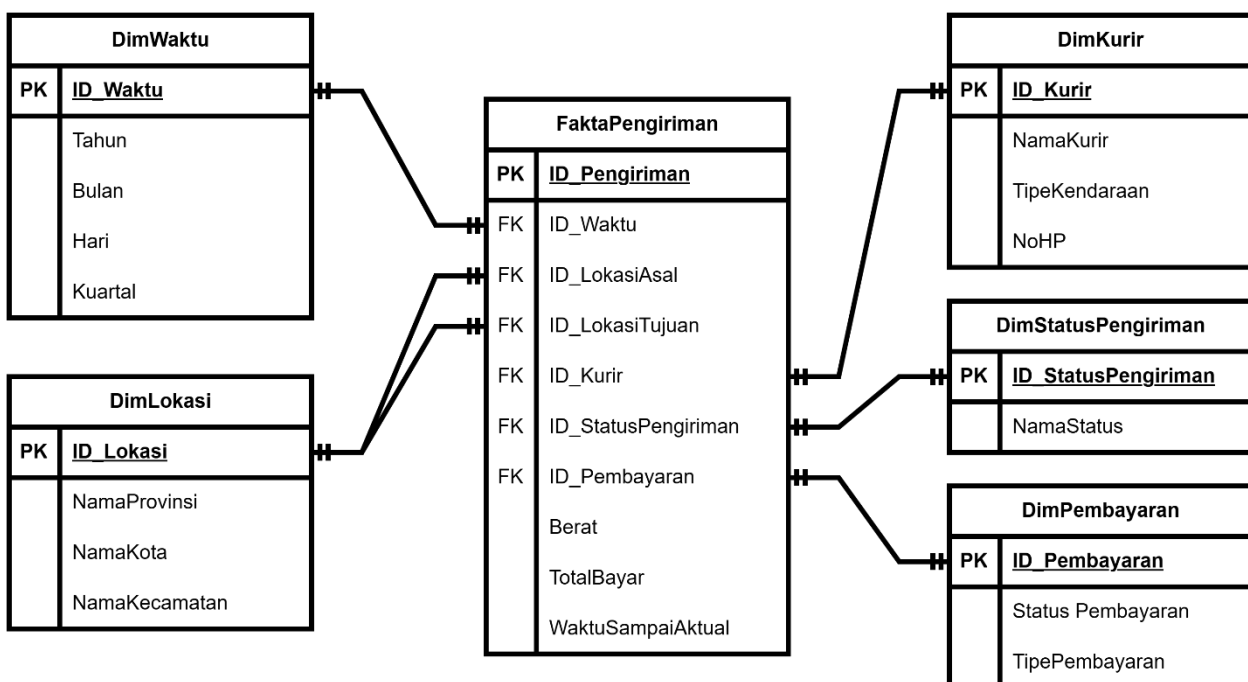 DimWaktu
PK ID_Waktu
Tahun
Bulan
Hari
Kuartal
DimLokasi
PK ID_Lokasi
NamaProvinsi
NamaKota
NamaKecamatan
FaktaPengiriman
PK ID_Pengiriman
FK ID_Waktu
FK ID_LokasiAsal
FK ID_LokasiTujuan
FK ID_Kurir
FK ID_StatusPengiriman
FK ID_Pembayaran
Berat
TotalBayar
WaktuSampaiAktual
DimKurir
PK ID_Kurir
NamaKurir
TipeKendaraan
NoHP
DimStatusPengiriman
PK ID_StatusPengiriman
NamaStatus
DimPembayaran
PK ID_Pembayaran
Status Pembayaran
TipePembayaran